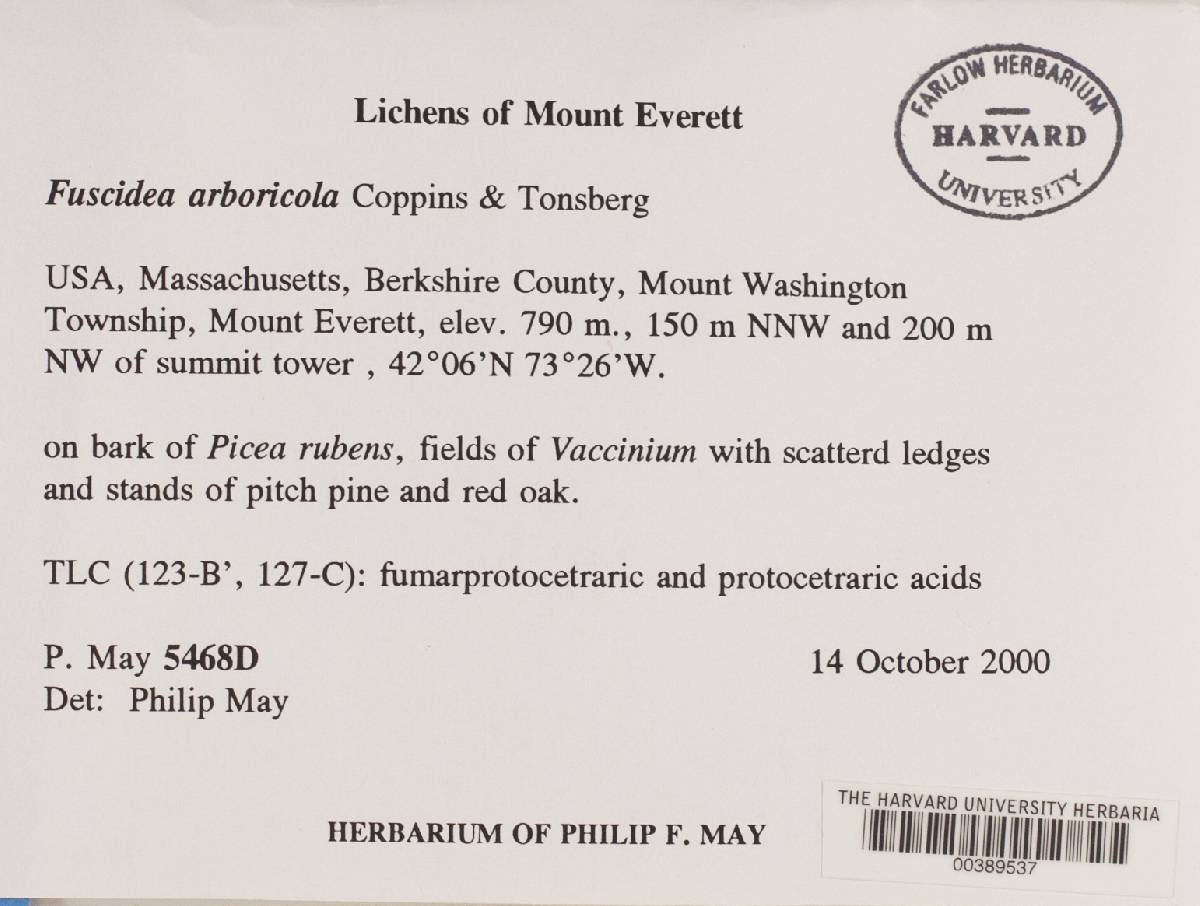 Lichens of Mount Everett
FARLOW HERBARIUM
HARVARD
UNIVERSITY
Fuscidea arboricola Coppins & Tonsberg
USA, Massachusetts, Berkshire County, Mount Washington
Township, Mount Everett, elev. 790 m., 150 m NNW and 200 m
NW of summit tower , 42°06’N 73°26’W.
on bark of Picea rubens, fields of Vaccinium with scatterd ledges
and stands of pitch pine and red oak.
TLC (123-B’, 127-C): fumarprotocetraric and protocetraric acids
P. May 5468D 14 October 2000
Det: Philip May
HERBARIUM OF PHILIP F. MAY
THE HARVARD UNIVERSITY HERBARIA
00389537